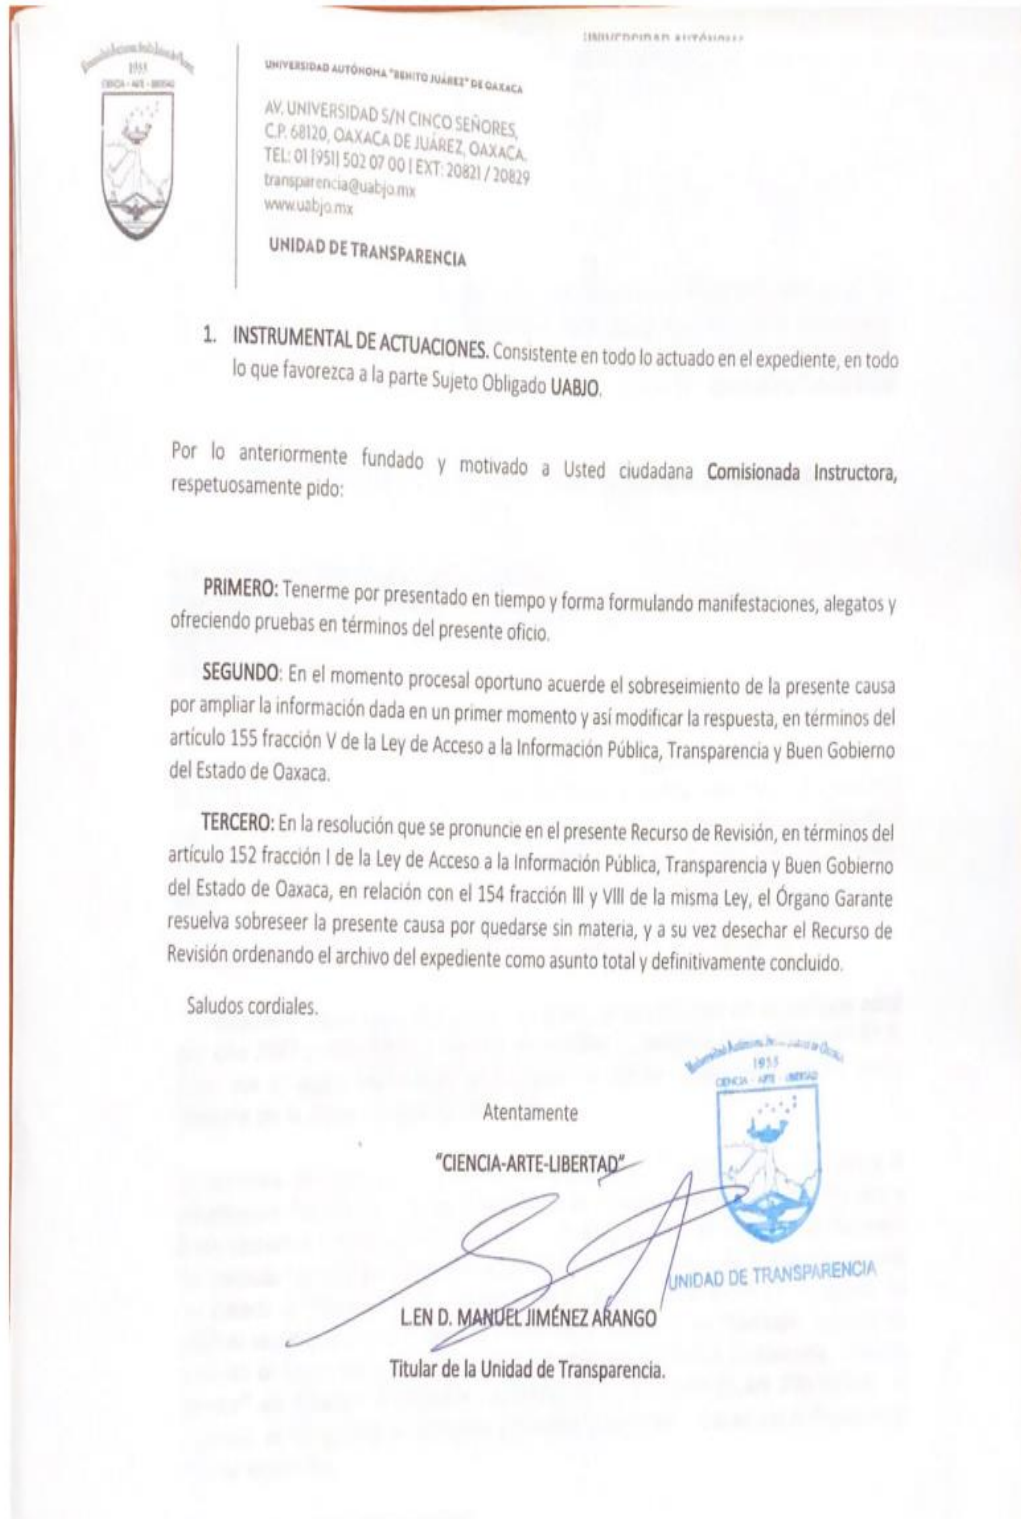 1955
CIENCIA - ARTE - LIBERTAD
UNIVERSIDAD AUTÓNOMA "BENITO JUÁREZ" DE OAXACA
AV. UNIVERSIDAD S/N CINCO SEÑORES,
C.P. 68120, OAXACA DE JUÁREZ, OAXACA.
TEL: 01 (951) 502 07 00 | EXT: 20821 / 20829
transparencia@uabjo.mx
www.uabjo.mx
UNIDAD DE TRANSPARENCIA
1. INSTRUMENTAL DE ACTUACIONES. Consistente en todo lo actuado en el expediente, en todo
lo que favorezca a la parte Sujeto Obligado UABJO.
Por lo anteriormente fundado y motivado a Usted ciudadana Comisionada Instructora,
respetuosamente pido:
PRIMERO: Tenerme por presentado en tiempo y forma formulando manifestaciones, alegatos y
ofreciendo pruebas en términos del presente oficio.
SEGUNDO: En el momento procesal oportuno acuerde el sobreseimiento de la presente causa
por ampliar la información dada en un primer momento y así modificar la respuesta, en términos del
artículo 155 fracción V de la Ley de Acceso a la Información Pública, Transparencia y Buen Gobierno
del Estado de Oaxaca.
TERCERO: En la resolución que se pronuncie en el presente Recurso de Revisión, en términos del
artículo 152 fracción I de la Ley de Acceso a la Información Pública, Transparencia y Buen Gobierno
del Estado de Oaxaca, en relación con el 154 fracción III y VIII de la misma Ley, el Órgano Garante
resuelva sobreseer la presente causa por quedarse sin materia, y a su vez desechar el Recurso de
Revisión ordenando el archivo del expediente como asunto total y definitivamente concluido.
Saludos cordiales.
1955
CIENCIA - ARTE - LIBERTAD
Atentamente
"CIENCIA-ARTE-LIBERTAD"
UNIDAD DE TRANSPARENCIA
L.EN D. MANUEL JIMÉNEZ ARANGO
Titular de la Unidad de Transparencia.